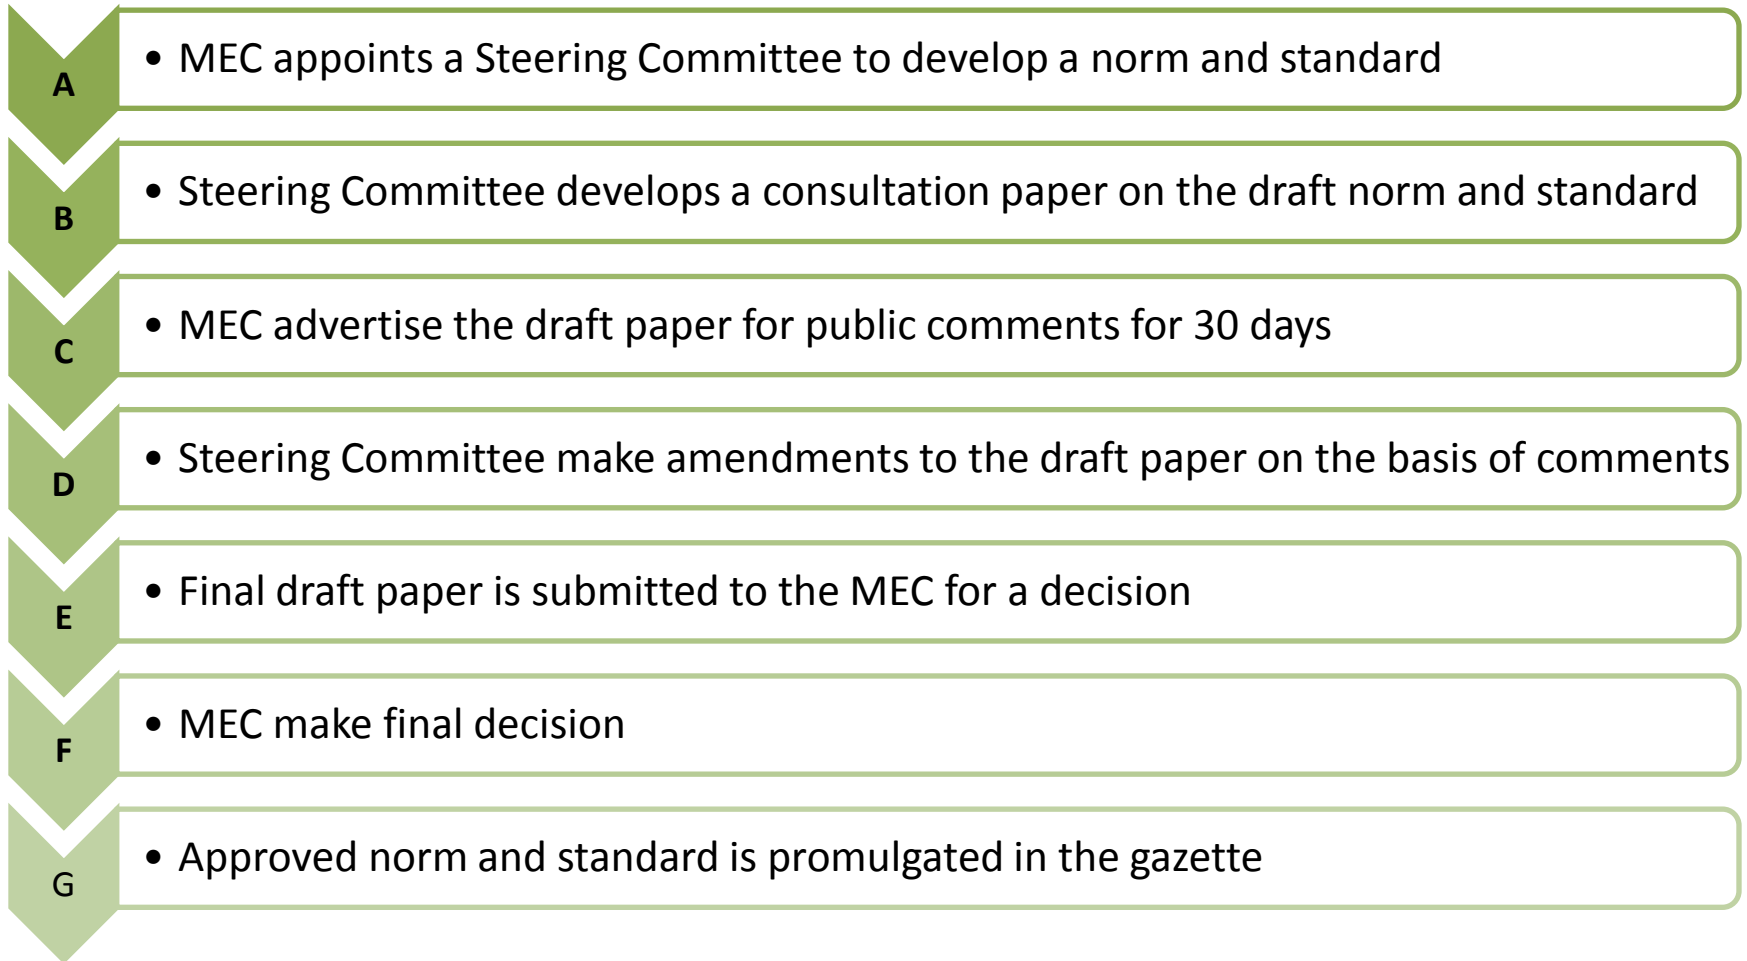 A
• MEC appoints a Steering Committee to develop a norm and standard
B
• Steering Committee develops a consultation paper on the draft norm and standard
C
• MEC advertise the draft paper for public comments for 30 days
D
• Steering Committee make amendments to the draft paper on the basis of comments
E
• Final draft paper is submitted to the MEC for a decision
F
• MEC make final decision
G
• Approved norm and standard is promulgated in the gazette